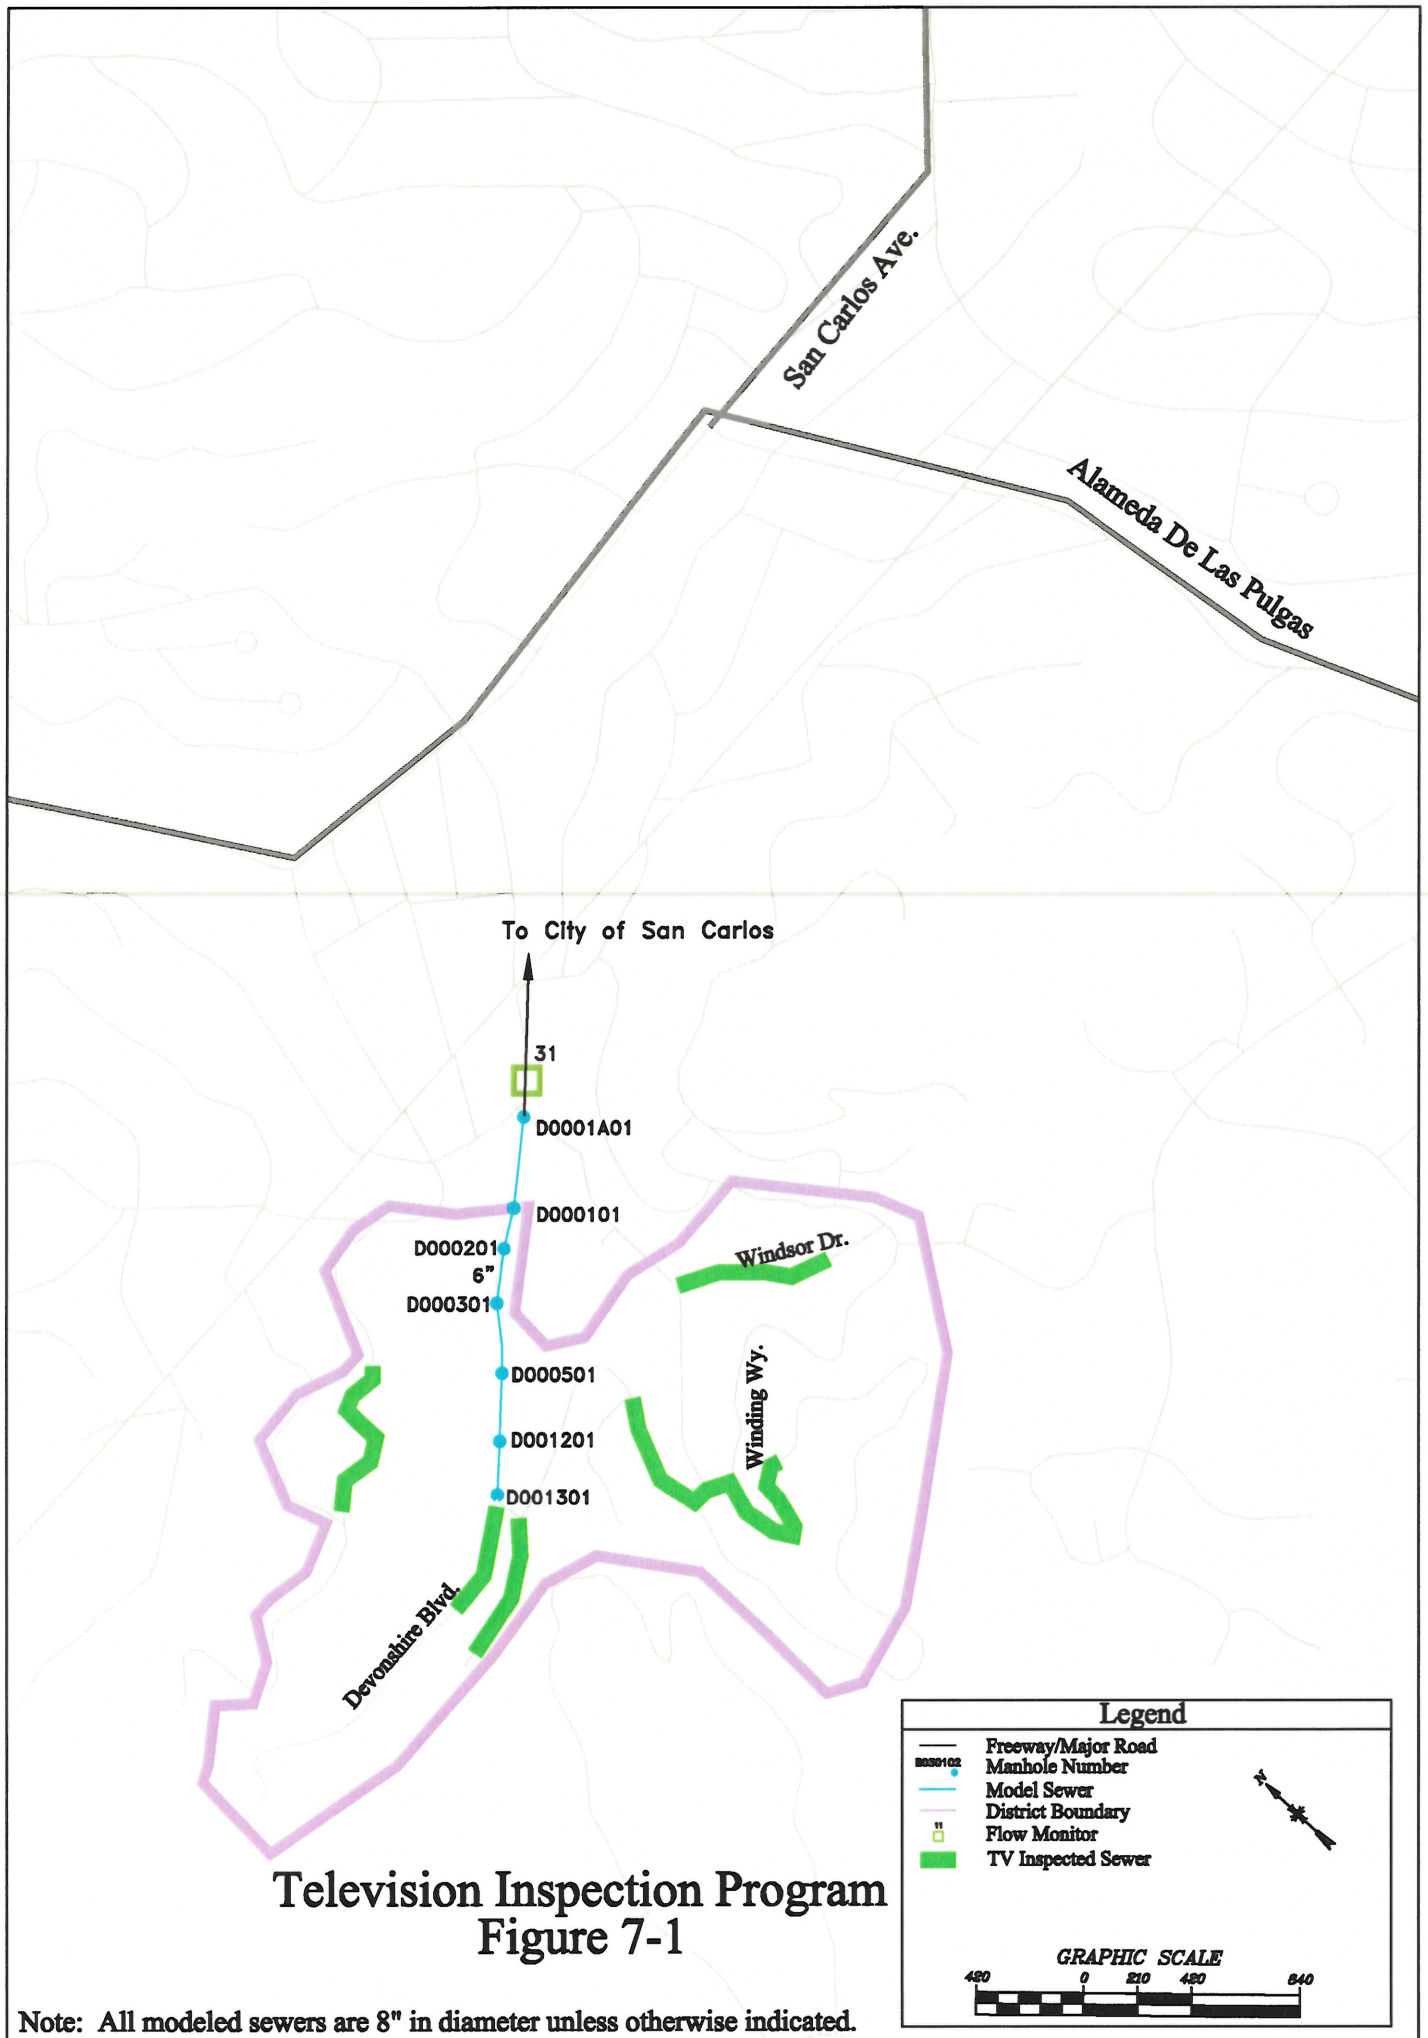 San Carlos Ave.
Alameda De Las Pulgas
To City of San Carlos
31
D0001A01
D000101
D000201
6"
D000301
D000501
D001201
D001301
Windsor Dr.
Winding Wy.
Devonshire Blvd.
Legend
Freeway/Major Road
Manhole Number
Model Sewer
District Boundary
11
Flow Monitor
TV Inspected Sewer
N
GRAPHIC SCALE
420 0 210 420 840
Television Inspection Program
Figure 7-1
Note: All modeled sewers are 8" in diameter unless otherwise indicated.